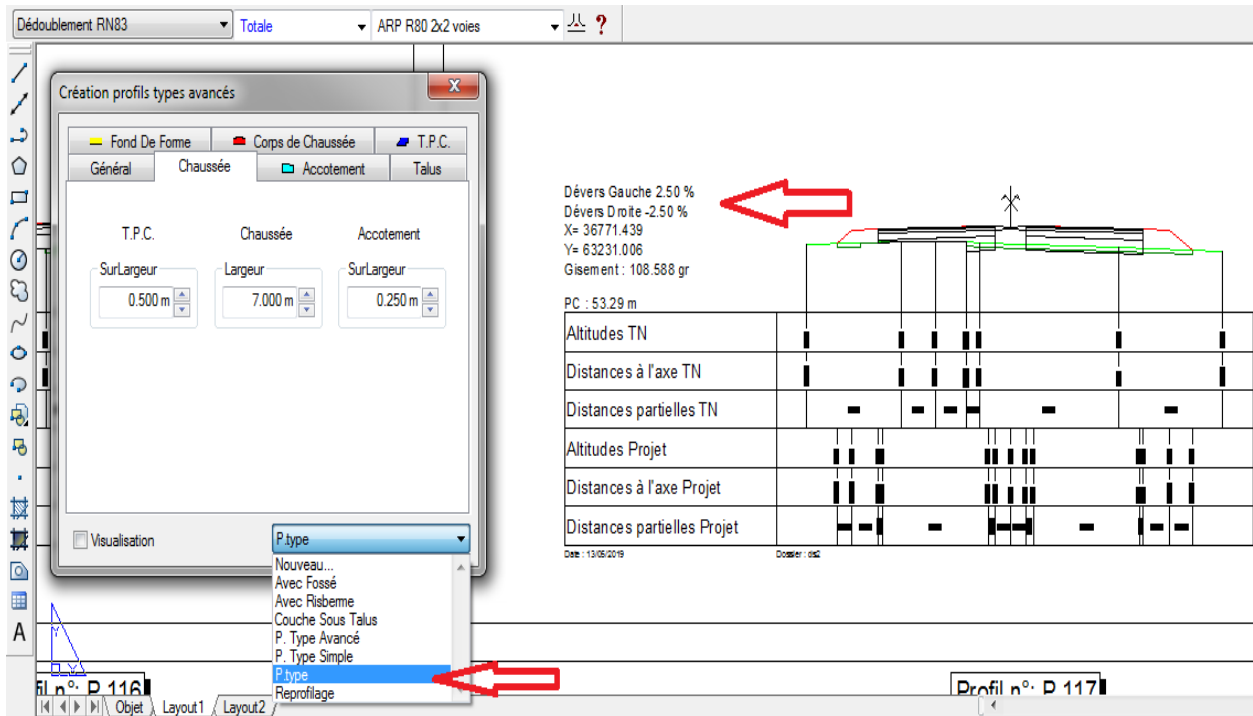 Dédoublement RN83 Totale ARP R80 2x2 voies ?
Création profils types avancés
x
Fond De Forme Corps de Chaussée T.P.C.
Général Chaussée Accotement Talus
T.P.C. Chaussée Accotement
SurLargeur Largeur SurLargeur
0.500 m 7.000 m 0.250 m
Visualisation P.type
Nouveau...
Avec Fossé
Avec Risberme
Couche Sous Talus
P. Type Avancé
P. Type Simple
P.type
Reprofilage
Dévers Gauche 2.50 %
Dévers Droite -2.50 %
X= 36771.439
Y= 63231.006
Gisement : 108.588 gr
PC : 53.29 m
Altitudes TN
Distances à l'axe TN
Distances partielles TN
Altitudes Projet
Distances à l'axe Projet
Distances partielles Projet
Date : 13/05/2019 Dossier : dis2
A
fil n°: P 116 Profil n°: P 117
Objet Layout1 Layout2